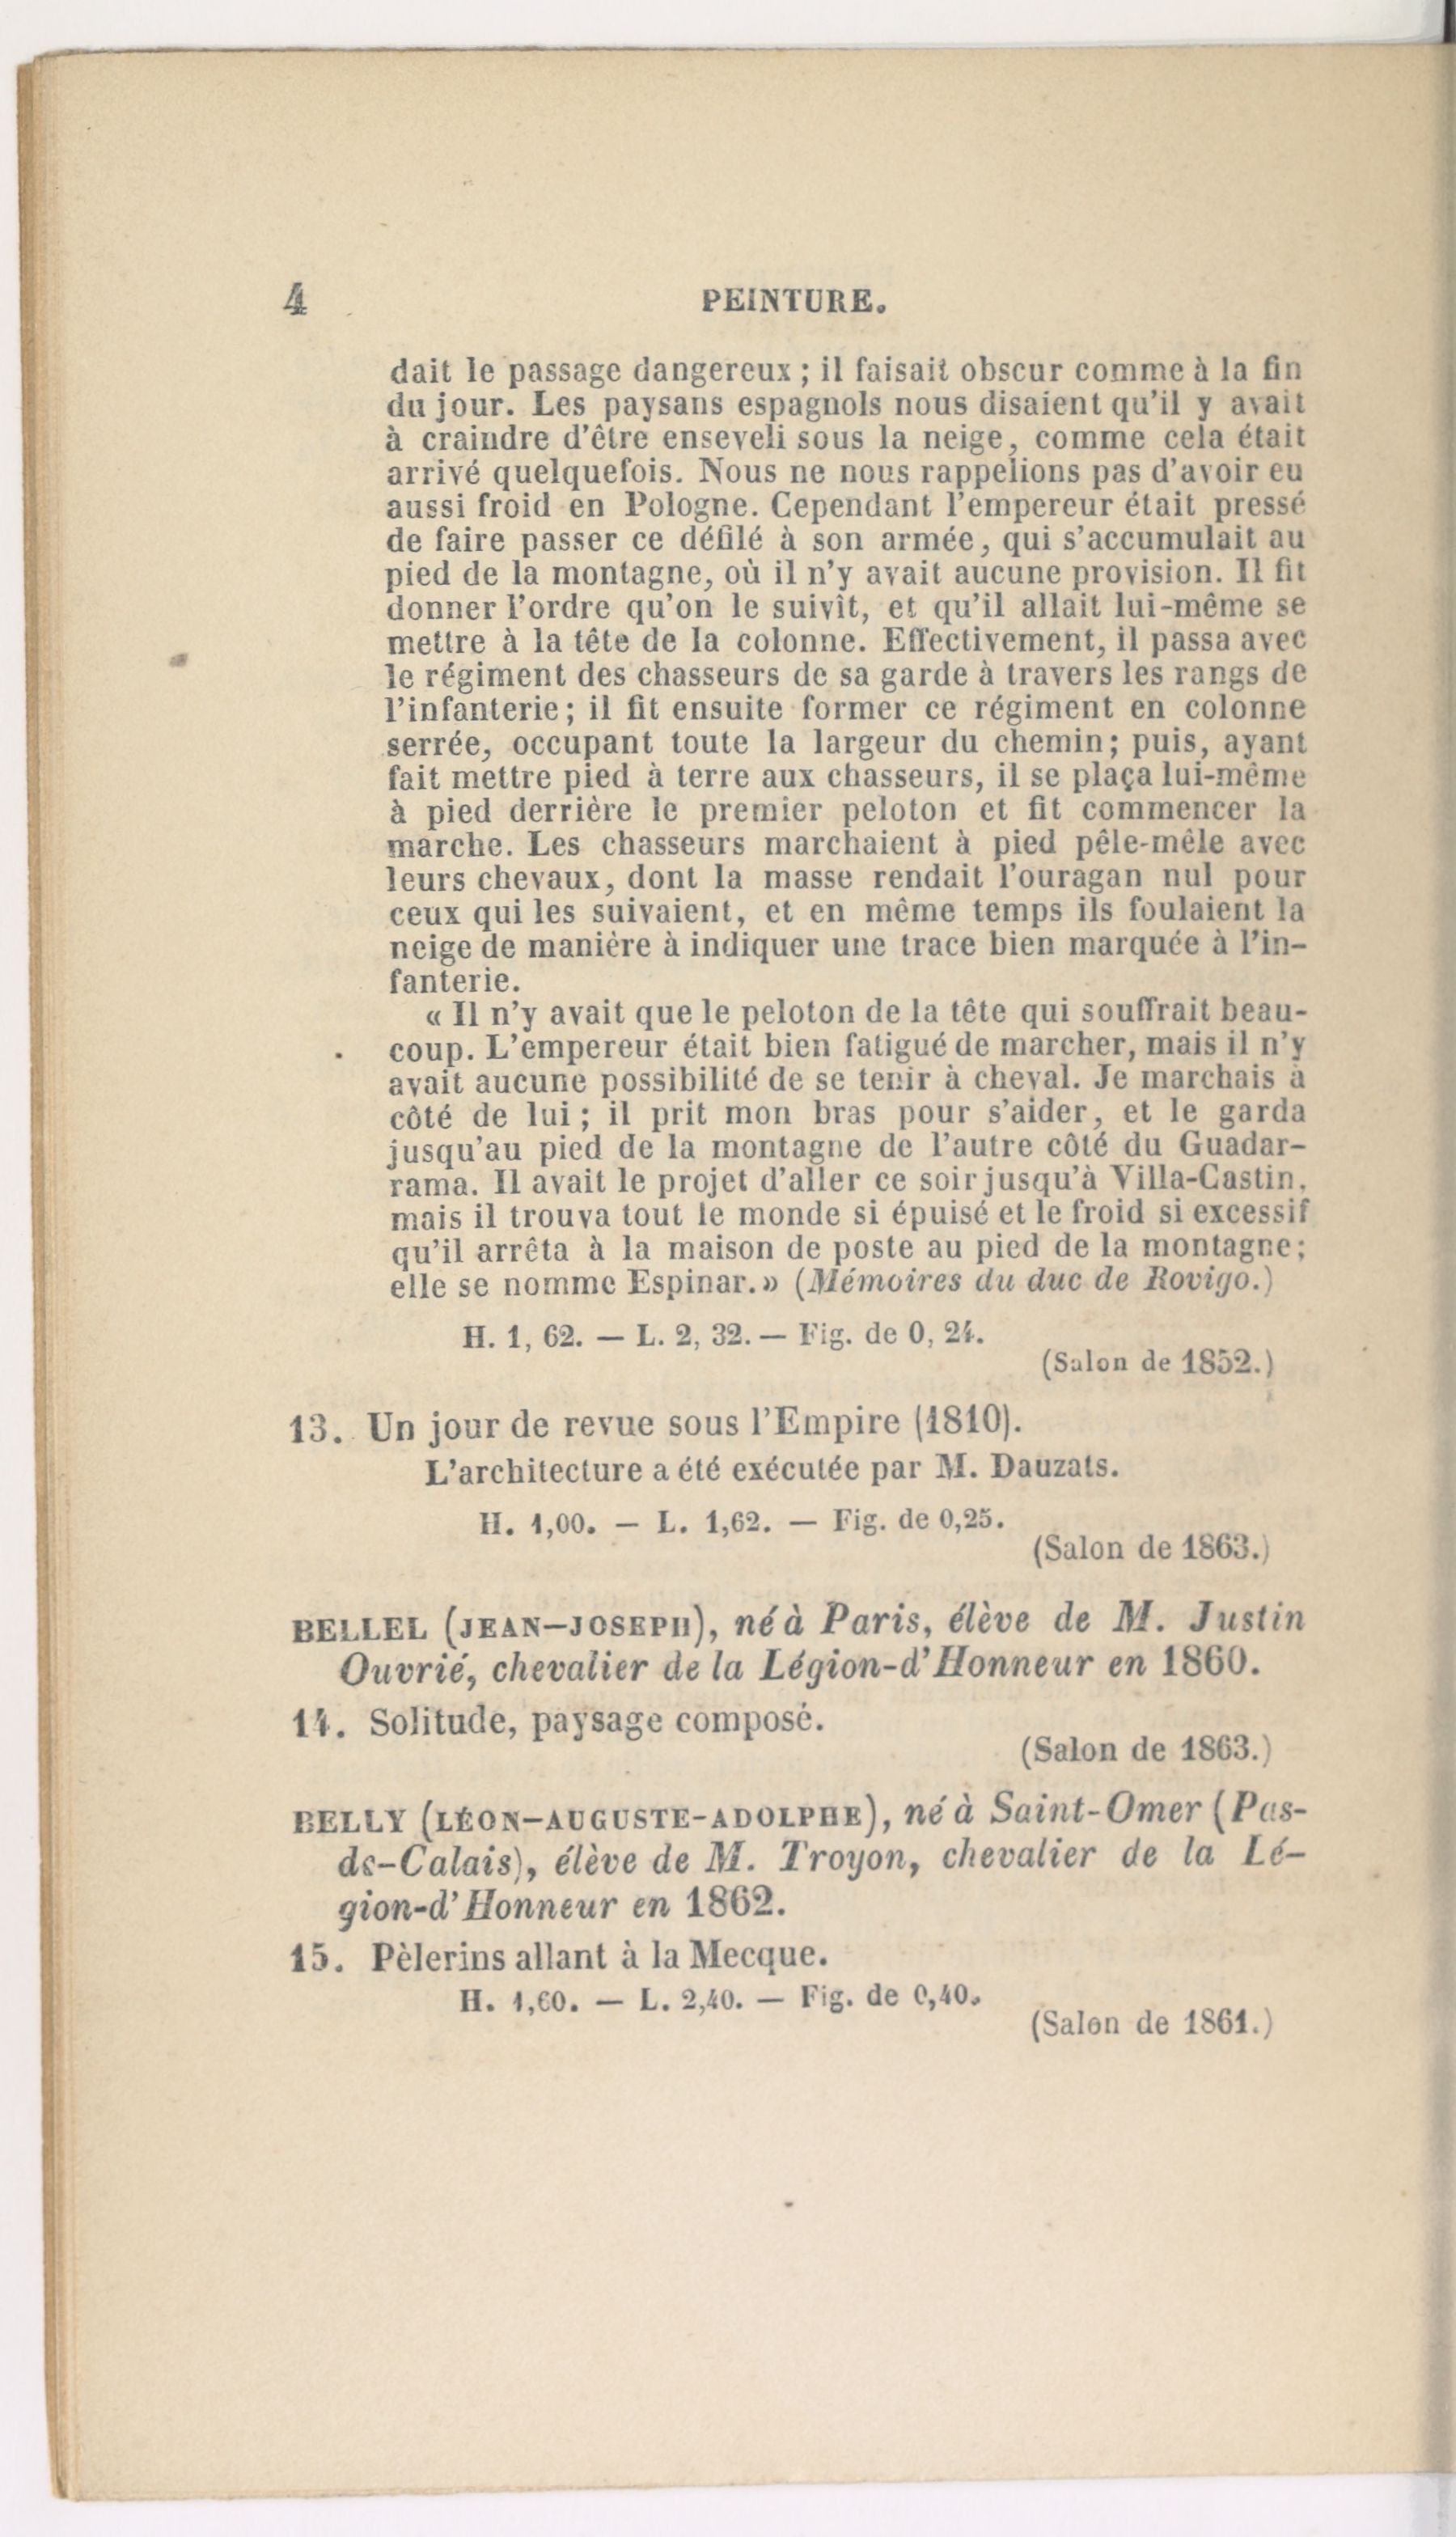 4
PEINTURE.
dait le passage dangereux ; il faisait obscur comme à la fin
du jour. Les paysans espagnols nous disaient qu'il y avait
à craindre d'être enseveli sous la neige, comme cela était
arrivé quelquefois. Nous ne nous rappelions pas d'avoir eu
aussi froid en Pologne. Cependant l'empereur était pressé
de faire passer ce défilé à son armée, qui s'accumulait au
pied de la montagne, où il n'y avait aucune provision. Il fit
donner l'ordre qu'on le suivît, et qu'il allait lui-même se
mettre à la tête de la colonne. Effectivement, il passa avec
le régiment des chasseurs de sa garde à travers les rangs de
l'infanterie; il fit ensuite former ce régiment en colonne
serrée, occupant toute la largeur du chemin; puis, ayant
fait mettre pied à terre aux chasseurs, il se plaça lui-même
à pied derrière le premier peloton et fit commencer la
marche. Les chasseurs marchaient à pied pêle-mêle avec
leurs chevaux, dont la masse rendait l'ouragan nul pour
ceux qui les suivaient, et en même temps ils foulaient la
neige de manière à indiquer une trace bien marquée à l'in-
fanterie.
« Il n'y avait que le peloton de la tête qui souffrait beau-
coup. L'empereur était bien fatigué de marcher, mais il n'y
avait aucune possibilité de se tenir à cheval. Je marchais à
côté de lui ; il prit mon bras pour s'aider, et le garda
jusqu'au pied de la montagne de l'autre côté du Guadar-
rama. Il avait le projet d'aller ce soir jusqu'à Villa-Castin,
mais il trouva tout le monde si épuisé et le froid si excessif
qu'il arrêta à la maison de poste au pied de la montagne;
elle se nomme Espinar.» (Mémoires du duc de Rovigo.)
H. 1, 62. — L. 2, 32. — Fig. de 0, 24.
(Salon de 1852.)
13. Un jour de revue sous l'Empire (1810).
L'architecture a été exécutée par M. Dauzats.
H. 1,00. — L. 1,62. — Fig. de 0,25.
(Salon de 1863.)
BELLEL (JEAN-JOSEPH), né à Paris, élève de M. Justin
Ouvrié, chevalier de la Légion-d'Honneur en 1860.
14. Solitude, paysage composé.
(Salon de 1863.)
BELLY (LÉON-AUGUSTE-ADOLPHE), né à Saint-Omer (Pas-
de-Calais), élève de M. Troyon, chevalier de la Lé-
gion-d'Honneur en 1862.
15. Pèlerins allant à la Mecque.
H. 1,60. — L. 2,40. — Fig. de 0,40.
(Salon de 1861.)